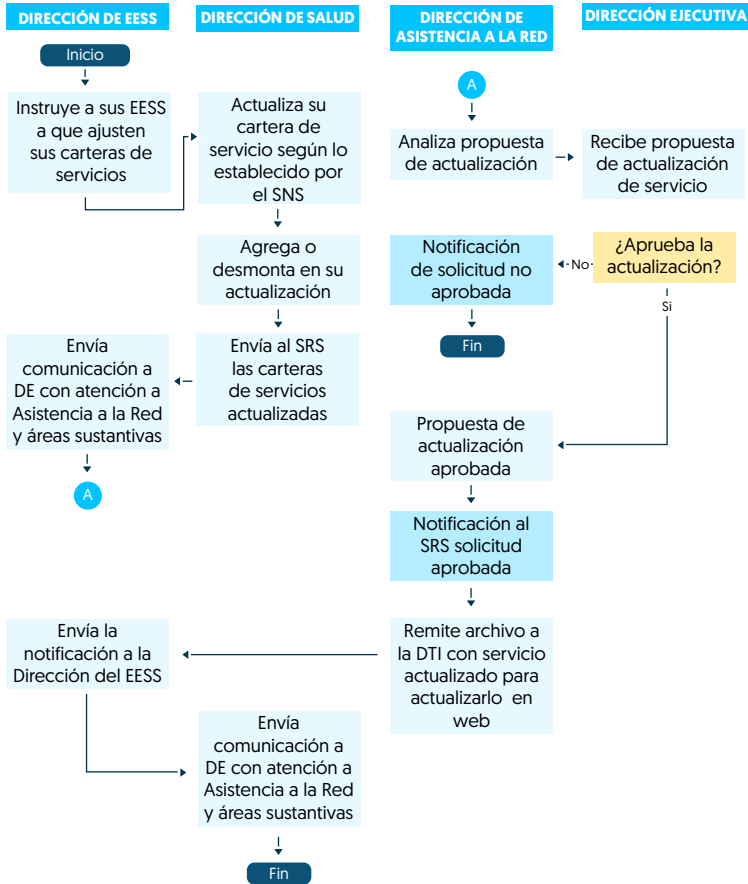 DIRECCIÓN DE EESS
DIRECCIÓN DE SALUD
DIRECCIÓN DE
ASISTENCIA A LA RED
DIRECCIÓN EJECUTIVA
Inicio
Instruye a sus EESS
a que ajusten
sus carteras de
servicios
Actualiza su
cartera de
servicio según lo
establecido por
el SNS
Agrega o
desmonta en su
actualización
Envía al SRS
las carteras
de servicios
actualizadas
Envía
comunicación a
DE con atención a
Asistencia a la Red
y áreas sustantivas
A
A
Analiza propuesta
de actualización
Recibe propuesta
de actualización
de servicio
¿Aprueba la
actualización?
No
Si
Notificación
de solicitud no
aprobada
Fin
Propuesta de
actualización
aprobada
Notificación al
SRS solicitud
aprobada
Remite archivo a
la DTI con servicio
actualizado para
actualizarlo en
web
Envía la
notificación a la
Dirección del EESS
Envía
comunicación a
DE con atención a
Asistencia a la Red
y áreas sustantivas
Fin